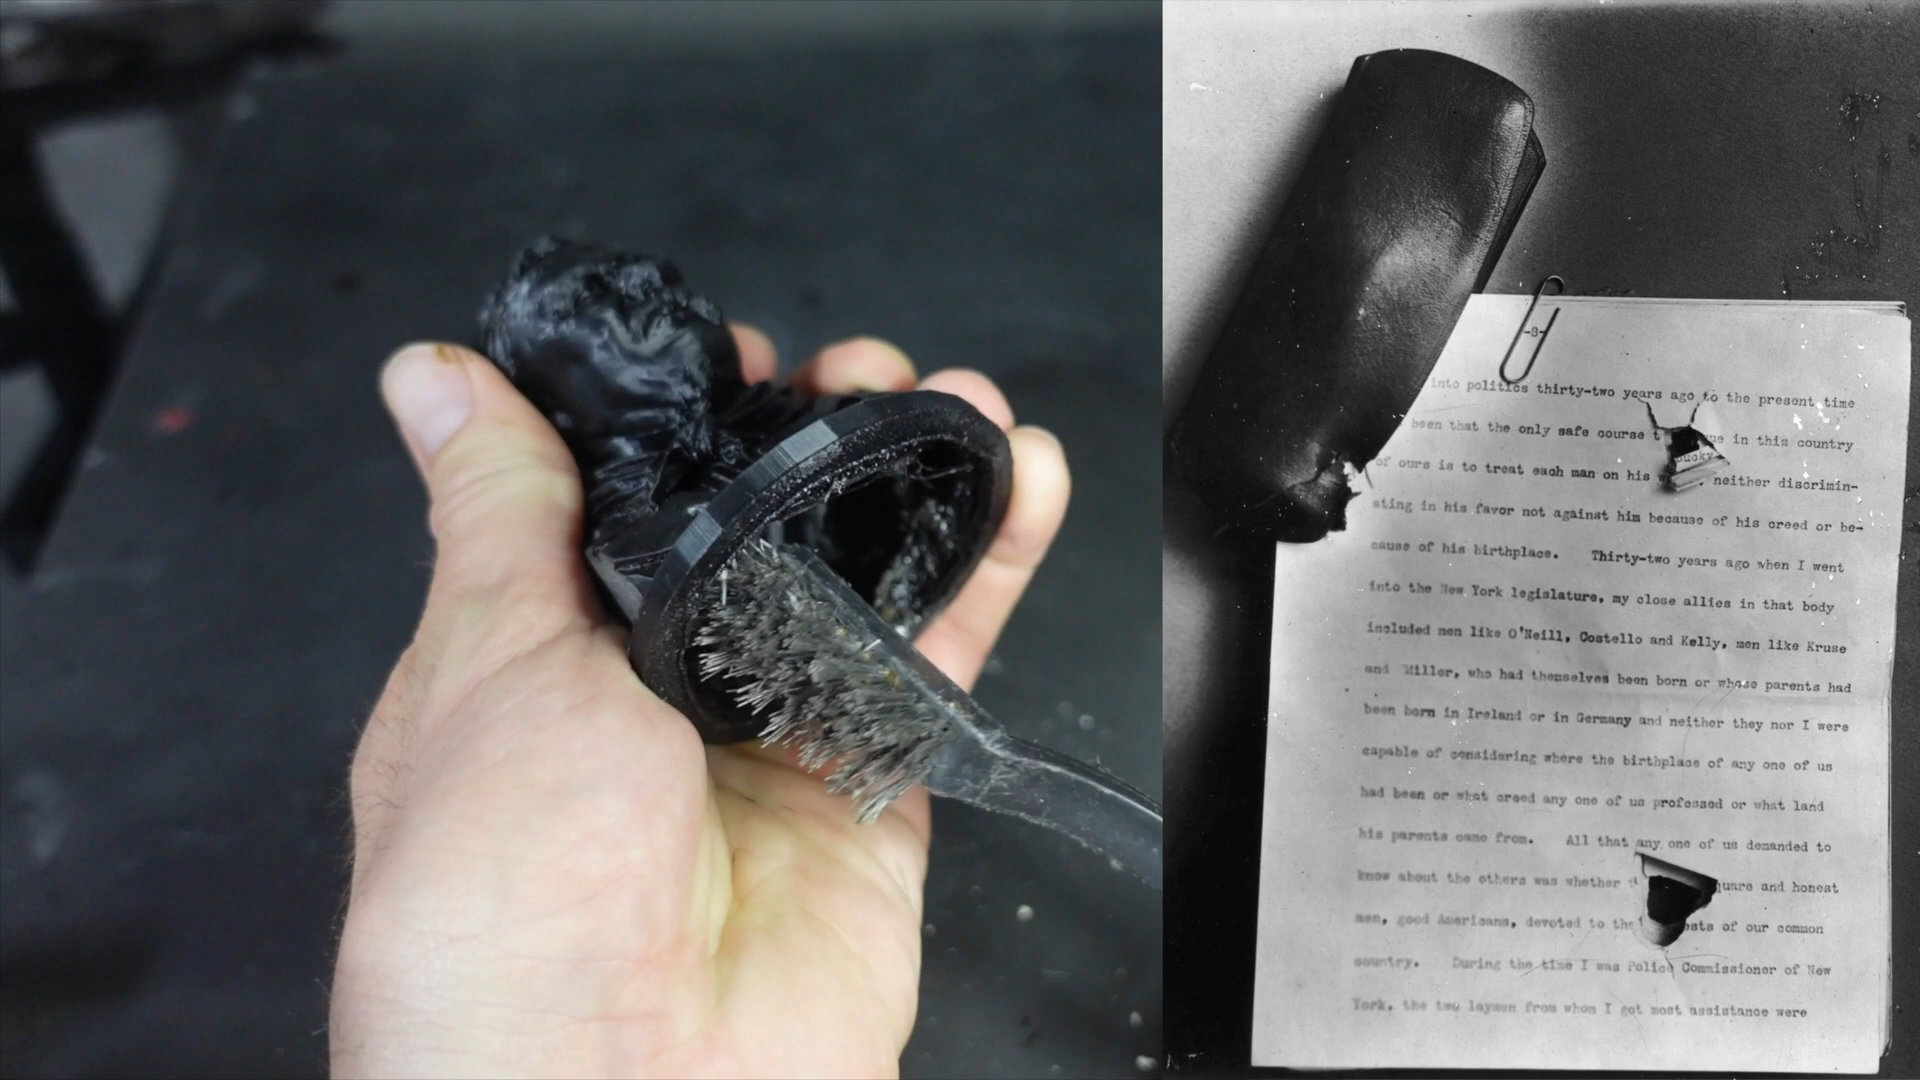 -3-
into politics thirty-two years ago to the present time
been that the only safe course t ue in this country
ucky
of ours is to treat each man on his w , neither discrimin-
ating in his favor not against him because of his creed or be-
cause of his birthplace. Thirty-two years ago when I went
into the New York legislature, my close allies in that body
included men like O'Neill, Costello and Kelly, men like Kruse
and Miller, who had themselves been born or whose parents had
been born in Ireland or in Germany and neither they nor I were
capable of considering where the birthplace of any one of us
had been or what creed any one of us professed or what land
his parents came from. All that any one of us demanded to
know about the others was whether quare and honest
men, good Americans, devoted to the ests of our common
country. During the time I was Police Commissioner of New
York, the two laymen from whom I got most assistance were